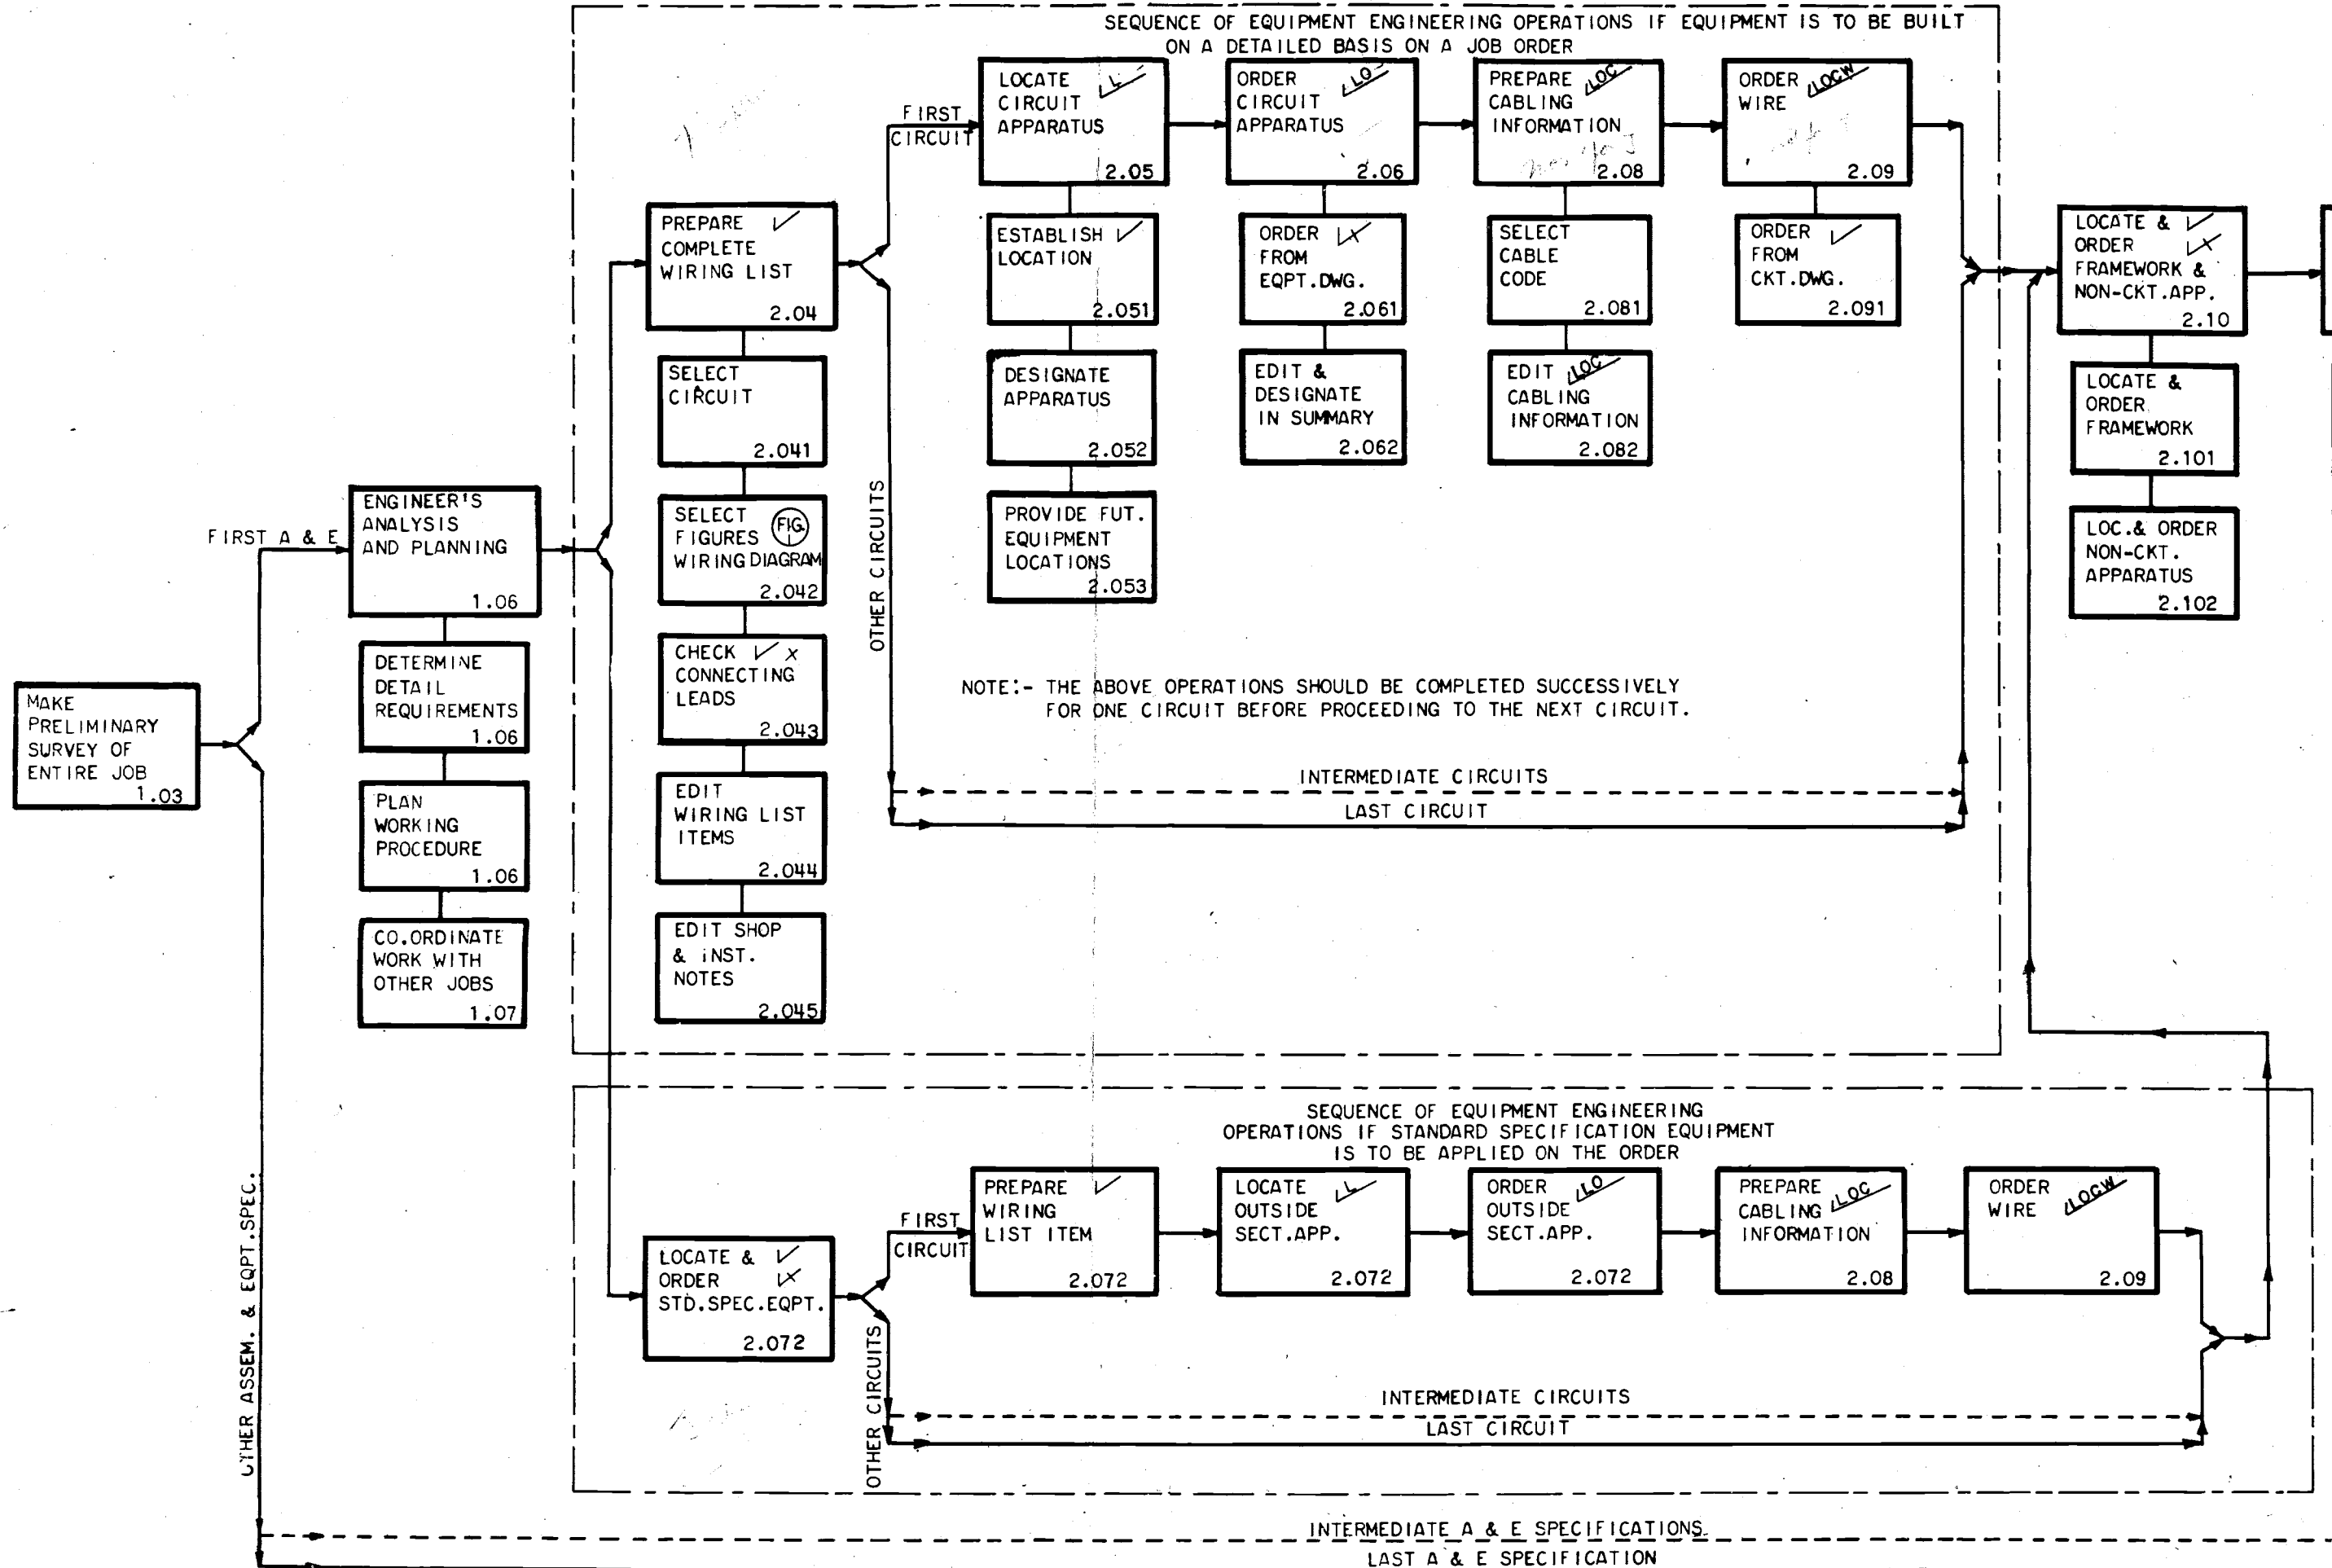 SEQUENCE OF EQUIPMENT ENGINEERING OPERATIONS IF EQUIPMENT IS TO BE BUILT
ON A DETAILED BASIS ON A JOB ORDER
MAKE
PRELIMINARY
SURVEY OF
ENTIRE JOB
1.03
FIRST A & E
OTHER ASSEM. & EQPT.SPEC.
ENGINEER'S
ANALYSIS
AND PLANNING
1.06
DETERMINE
DETAIL
REQUIREMENTS
1.06
PLAN
WORKING
PROCEDURE
1.06
CO.ORDINATE
WORK WITH
OTHER JOBS
1.07
PREPARE
COMPLETE
WIRING LIST
2.04
SELECT
CIRCUIT
2.041
SELECT
FIGURES
WIRING DIAGRAM
FIG.
1
2.042
CHECK
CONNECTING
LEADS
2.043
EDIT
WIRING LIST
ITEMS
2.044
EDIT SHOP
& INST.
NOTES
2.045
FIRST
CIRCUIT
OTHER CIRCUITS
LOCATE L
CIRCUIT
APPARATUS
2.05
ESTABLISH
LOCATION
2.051
DESIGNATE
APPARATUS
2.052
PROVIDE FUT.
EQUIPMENT
LOCATIONS
2.053
ORDER LO
CIRCUIT
APPARATUS
2.06
ORDER
FROM
EQPT.DWG.
2.061
EDIT &
DESIGNATE
IN SUMMARY
2.062
PREPARE LOC
CABLING
INFORMATION
2.08
SELECT
CABLE
CODE
2.081
EDIT LOC
CABLING
INFORMATION
2.082
ORDER LOCW
WIRE
2.09
ORDER
FROM
CKT.DWG.
2.091
NOTE:- THE ABOVE OPERATIONS SHOULD BE COMPLETED SUCCESSIVELY
FOR ONE CIRCUIT BEFORE PROCEEDING TO THE NEXT CIRCUIT.
INTERMEDIATE CIRCUITS
LAST CIRCUIT
LOCATE &
ORDER
FRAMEWORK &
NON-CKT.APP.
2.10
LOCATE &
ORDER
FRAMEWORK
2.101
LOC.& ORDER
NON-CKT.
APPARATUS
2.102
SEQUENCE OF EQUIPMENT ENGINEERING
OPERATIONS IF STANDARD SPECIFICATION EQUIPMENT
IS TO BE APPLIED ON THE ORDER
LOCATE &
ORDER
STD.SPEC.EQPT.
2.072
FIRST
CIRCUIT
OTHER CIRCUITS
PREPARE
WIRING
LIST ITEM
2.072
LOCATE L
OUTSIDE
SECT.APP.
2.072
ORDER LO
OUTSIDE
SECT.APP.
2.072
PREPARE
CABLING LOC
INFORMATION
2.08
ORDER LOCW
WIRE
2.09
INTERMEDIATE CIRCUITS
LAST CIRCUIT
INTERMEDIATE A & E SPECIFICATIONS
LAST A & E SPECIFICATION